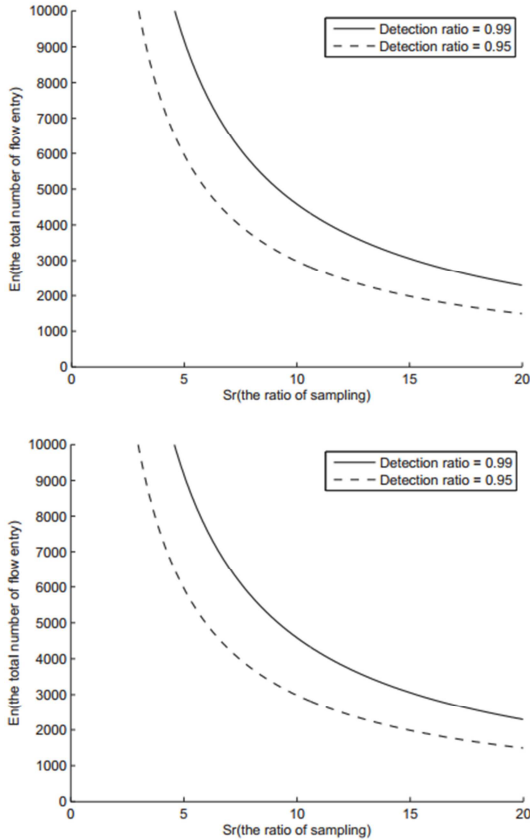 10000
9000
8000
7000
6000
5000
4000
3000
2000
1000
0
En(the total number of flow entry)
Detection ratio = 0.99
Detection ratio = 0.95
0 5 10 15 20
Sr(the ratio of sampling)
10000
9000
8000
7000
6000
5000
4000
3000
2000
1000
0
En(the total number of flow entry)
Detection ratio = 0.99
Detection ratio = 0.95
0 5 10 15 20
Sr(the ratio of sampling)